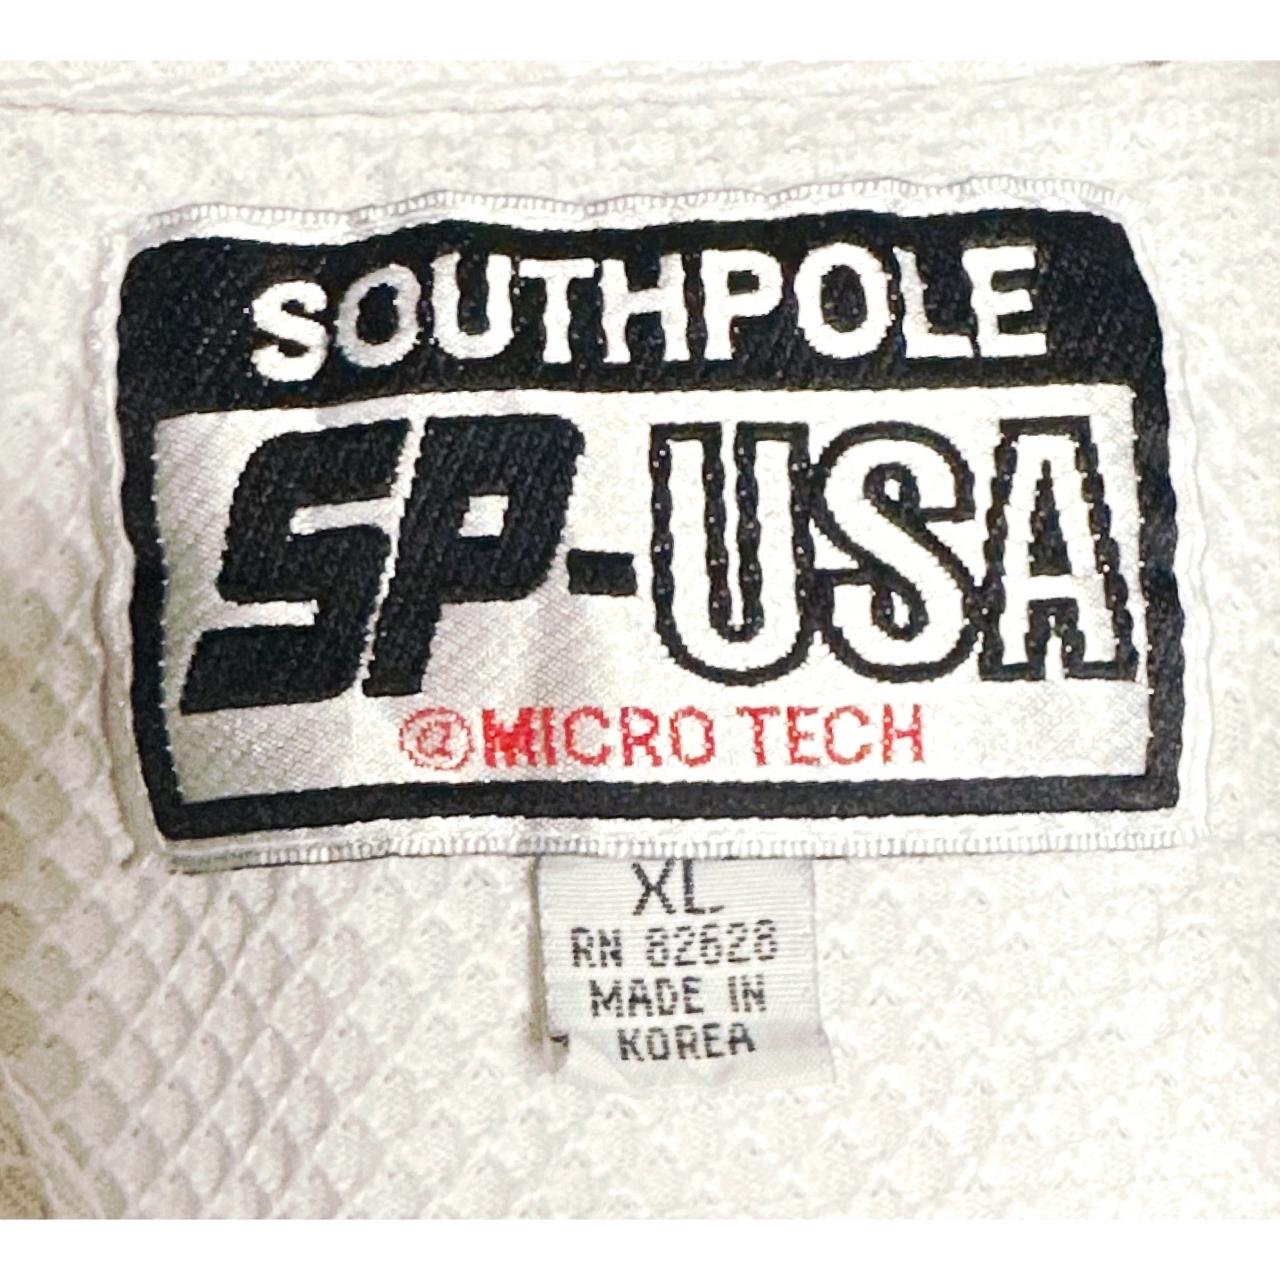 SOUTHPOLE
SP-USA
@MICRO TECH
XL
RN 82628
MADE IN
KOREA